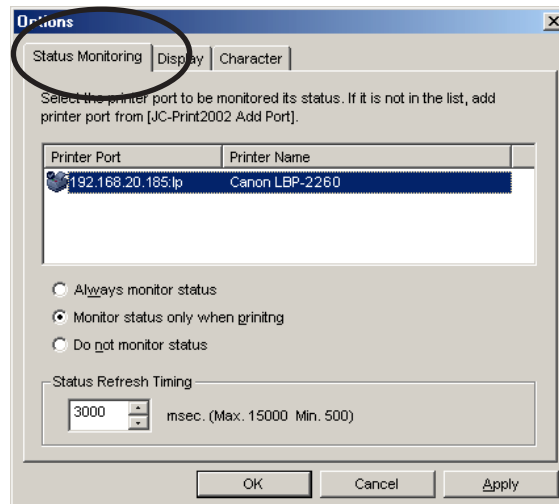 Options
Status Monitoring Display Character
Select the printer port to be monitored its status. If it is not in the list, add
printer port from [JC-Print2002 Add Port].
Printer Port Printer Name
192.168.20.185:lp Canon LBP-2260
Always monitor status
Monitor status only when prinitng
Do not monitor status
Status Refresh Timing
3000 msec. (Max. 15000 Min. 500)
OK Cancel Apply